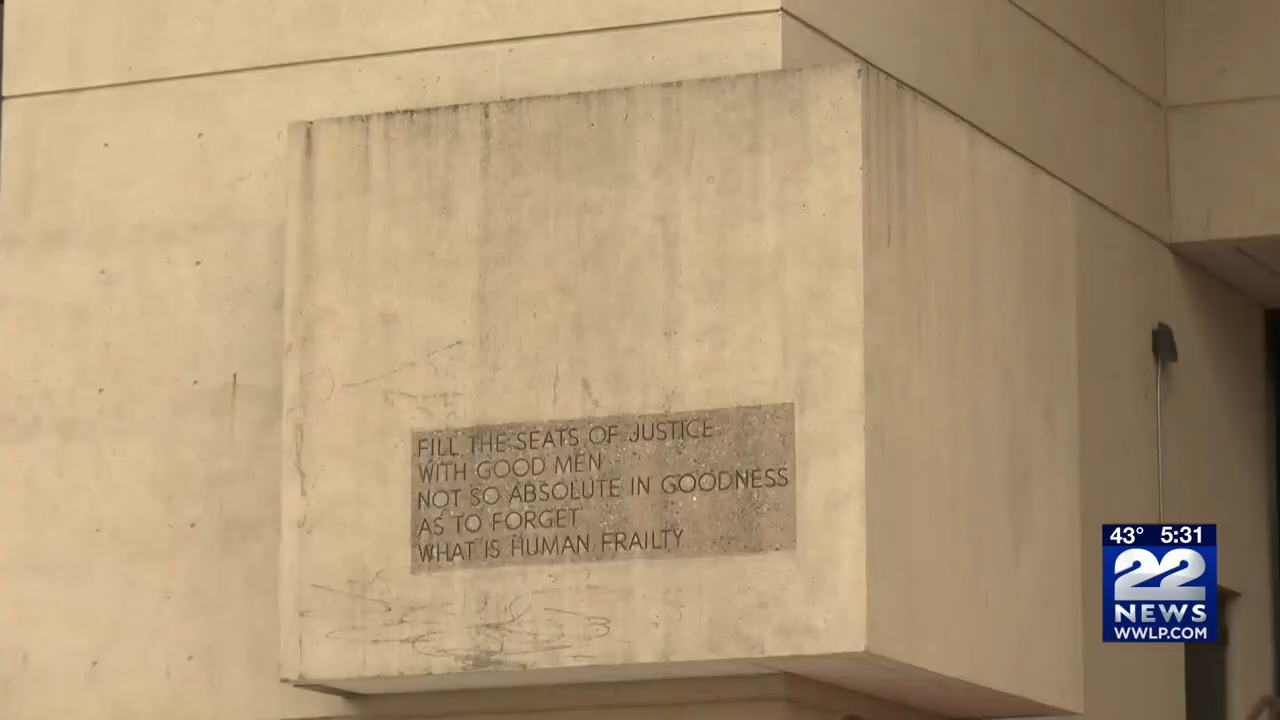 FILL THE SEATS OF JUSTICE
WITH GOOD MEN
NOT SO ABSOLUTE IN GOODNESS
AS TO FORGET
WHAT IS HUMAN FRAILTY
43° 5:31
22
NEWS
WWLP.COM